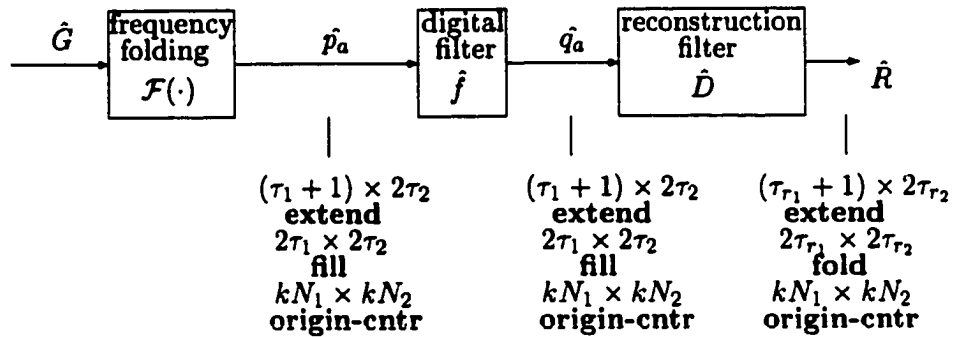 Ĝ
frequency
folding
𝓕(·)
p̂ₐ
digital
filter
f̂
q̂ₐ
reconstruction
filter
D̂
R̂
(τ₁ + 1) × 2τ₂
extend
2τ₁ × 2τ₂
fill
kN₁ × kN₂
origin-cntr
(τ₁ + 1) × 2τ₂
extend
2τ₁ × 2τ₂
fill
kN₁ × kN₂
origin-cntr
(τᵣ₁ + 1) × 2τᵣ₂
extend
2τᵣ₁ × 2τᵣ₂
fold
kN₁ × kN₂
origin-cntr